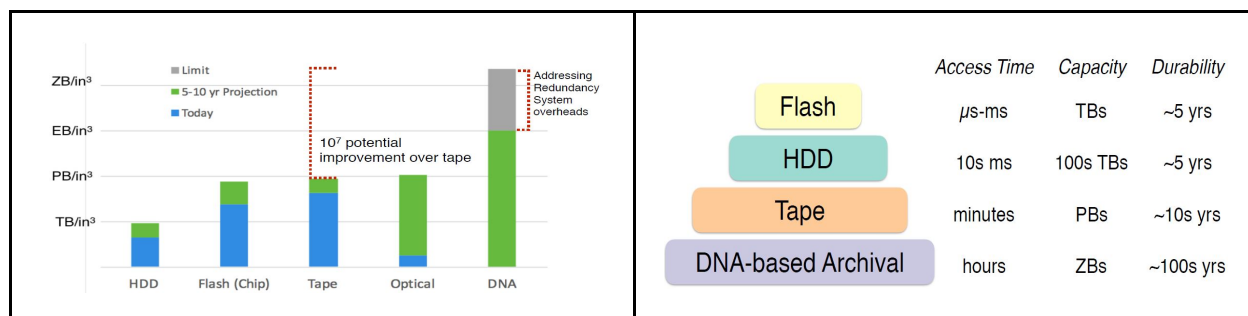 ZB/in³
EB/in³
PB/in³
TB/in³
Limit
5-10 yr Projection
Today
10⁷ potential
improvement over tape
Addressing
Redundancy
System
overheads
HDD
Flash (Chip)
Tape
Optical
DNA
Access Time Capacity Durability
Flash µs-ms TBs ~5 yrs
HDD 10s ms 100s TBs ~5 yrs
Tape minutes PBs ~10s yrs
DNA-based Archival hours ZBs ~100s yrs